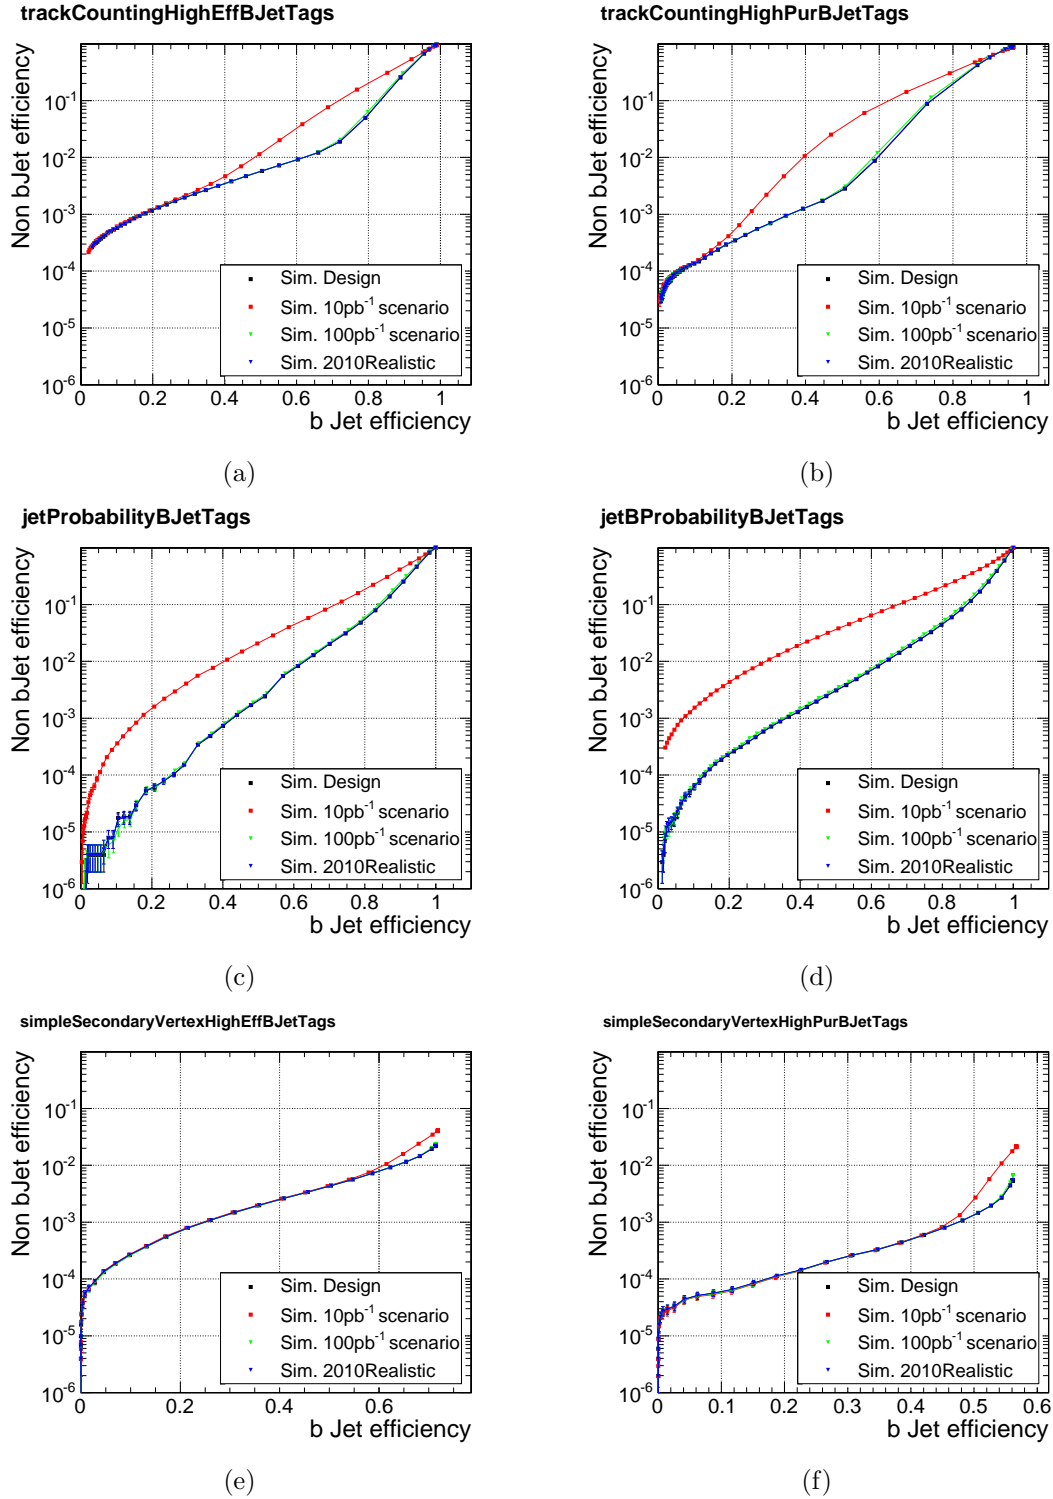 trackCountingHighEffBJetTags
Non bJet efficiency
10^-1
10^-2
10^-3
10^-4
10^-5
10^-6
Sim. Design
Sim. 10pb^-1 scenario
Sim. 100pb^-1 scenario
Sim. 2010Realistic
0 0.2 0.4 0.6 0.8 1
b Jet efficiency
(a)
trackCountingHighPurBJetTags
Non bJet efficiency
10^-1
10^-2
10^-3
10^-4
10^-5
10^-6
Sim. Design
Sim. 10pb^-1 scenario
Sim. 100pb^-1 scenario
Sim. 2010Realistic
0 0.2 0.4 0.6 0.8 1
b Jet efficiency
(b)
jetProbabilityBJetTags
Non bJet efficiency
10^-1
10^-2
10^-3
10^-4
10^-5
10^-6
Sim. Design
Sim. 10pb^-1 scenario
Sim. 100pb^-1 scenario
Sim. 2010Realistic
0 0.2 0.4 0.6 0.8 1
b Jet efficiency
(c)
jetBProbabilityBJetTags
Non bJet efficiency
10^-1
10^-2
10^-3
10^-4
10^-5
10^-6
Sim. Design
Sim. 10pb^-1 scenario
Sim. 100pb^-1 scenario
Sim. 2010Realistic
0 0.2 0.4 0.6 0.8 1
b Jet efficiency
(d)
simpleSecondaryVertexHighEffBJetTags
Non bJet efficiency
10^-1
10^-2
10^-3
10^-4
10^-5
10^-6
Sim. Design
Sim. 10pb^-1 scenario
Sim. 100pb^-1 scenario
Sim. 2010Realistic
0 0.2 0.4 0.6
b Jet efficiency
(e)
simpleSecondaryVertexHighPurBJetTags
Non bJet efficiency
10^-1
10^-2
10^-3
10^-4
10^-5
10^-6
Sim. Design
Sim. 10pb^-1 scenario
Sim. 100pb^-1 scenario
Sim. 2010Realistic
0 0.1 0.2 0.3 0.4 0.5 0.6
b Jet efficiency
(f)